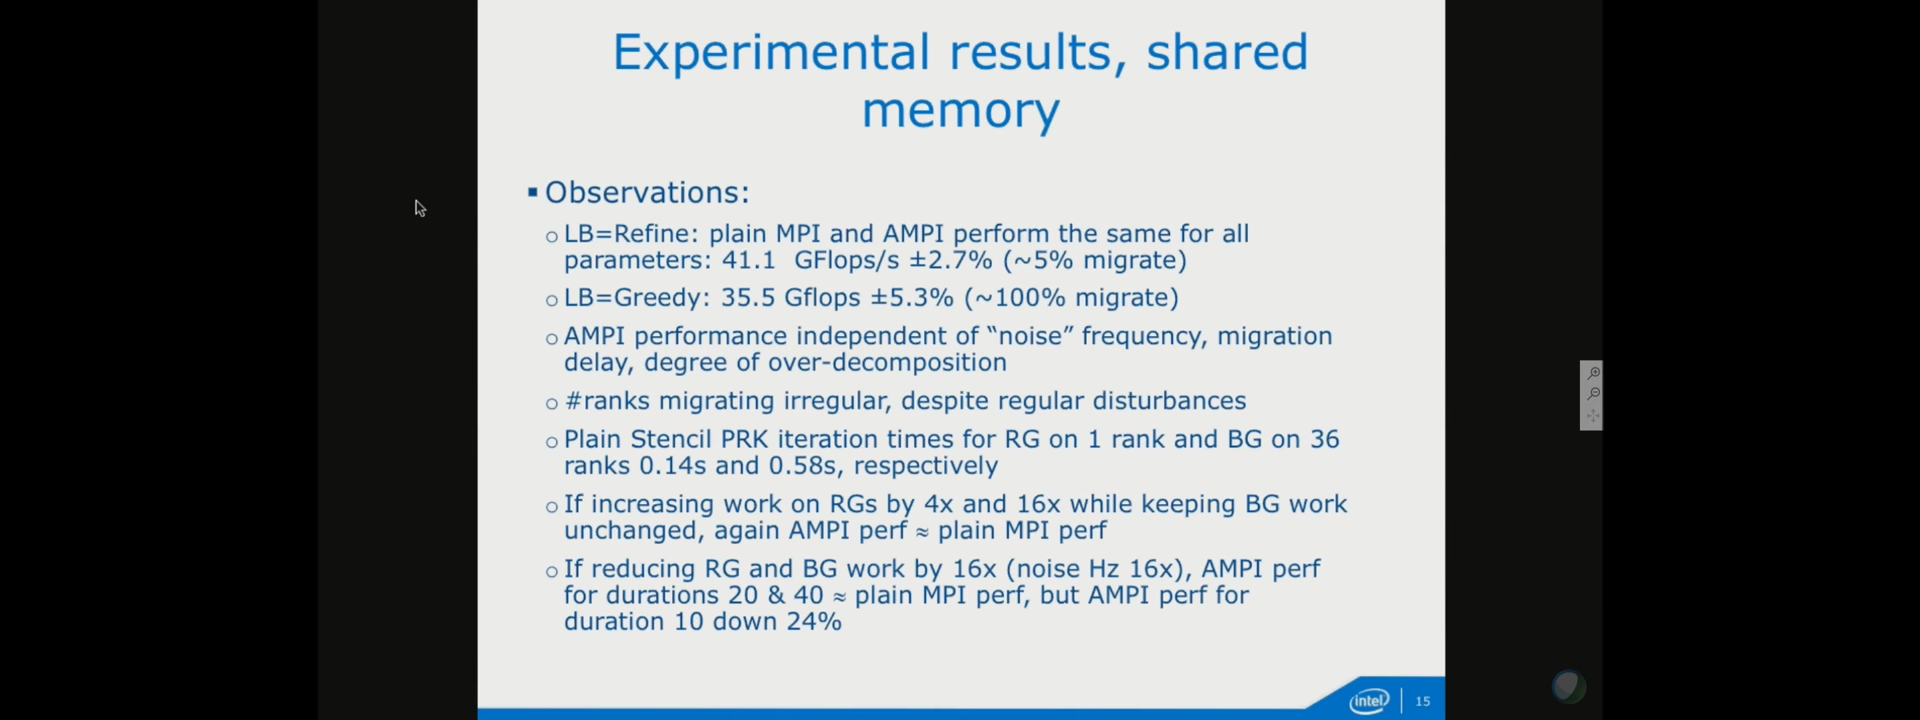 Experimental results, shared
memory
▪ Observations:
○ LB=Refine: plain MPI and AMPI perform the same for all
parameters: 41.1 GFlops/s ±2.7% (~5% migrate)
○ LB=Greedy: 35.5 Gflops ±5.3% (~100% migrate)
○ AMPI performance independent of “noise” frequency, migration
delay, degree of over-decomposition
○ #ranks migrating irregular, despite regular disturbances
○ Plain Stencil PRK iteration times for RG on 1 rank and BG on 36
ranks 0.14s and 0.58s, respectively
○ If increasing work on RGs by 4x and 16x while keeping BG work
unchanged, again AMPI perf ≈ plain MPI perf
○ If reducing RG and BG work by 16x (noise Hz 16x), AMPI perf
for durations 20 & 40 ≈ plain MPI perf, but AMPI perf for
duration 10 down 24%
intel 15